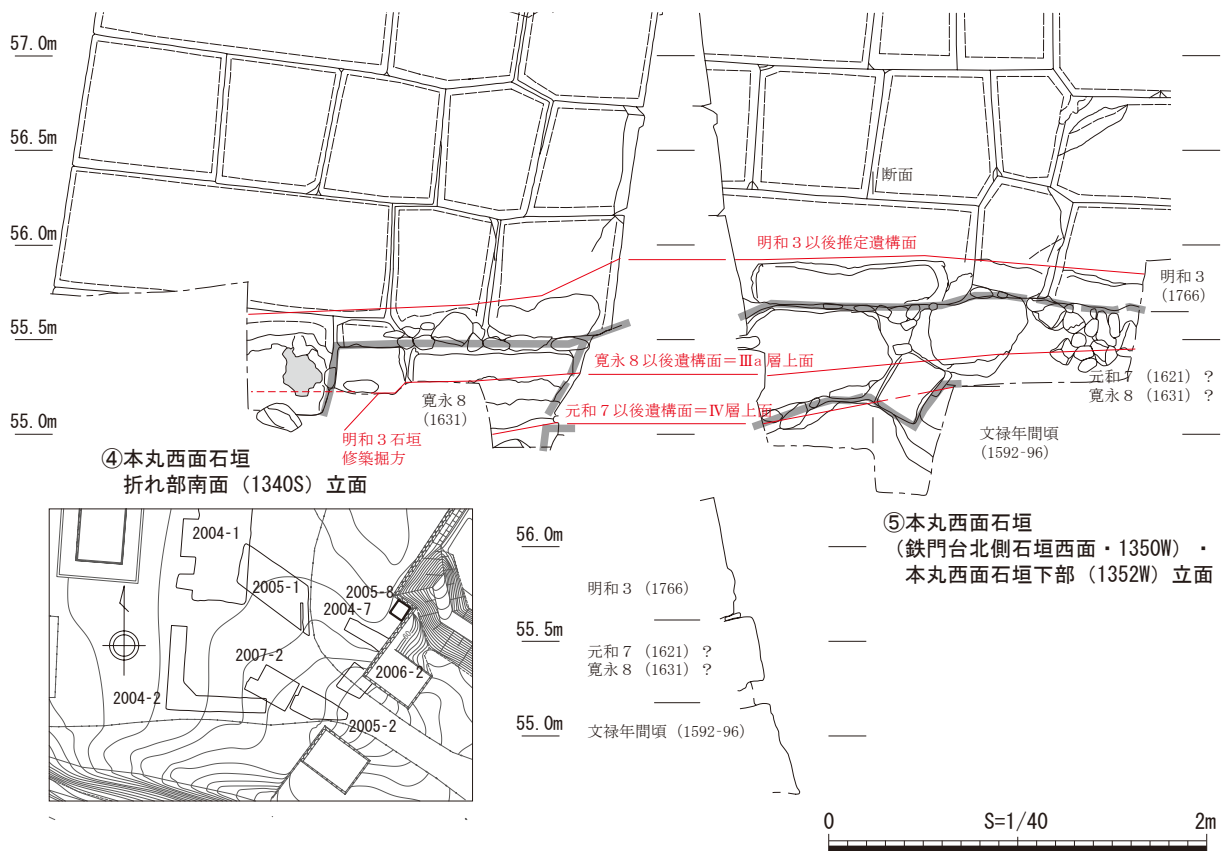 57.0m
56.5m
断面
56.0m
明和3以後推定遺構面
明和3
(1766)
55.5m
寛永8以後遺構面=Ⅲa層上面
元和7 (1621) ?
寛永8 (1631) ?
寛永8
(1631)
元和7以後遺構面=Ⅳ層上面
55.0m
明和3石垣
修築掘方
文禄年間頃
(1592-96)
④本丸西面石垣
折れ部南面 (1340S) 立面
⑤本丸西面石垣
(鉄門台北側石垣西面・1350W)・
本丸西面石垣下部 (1352W) 立面
2004-1
2005-1
2005-8
2004-7
2007-2
2006-2
2004-2
2005-2
56.0m
明和3 (1766)
55.5m
元和7 (1621) ?
寛永8 (1631) ?
55.0m
文禄年間頃 (1592-96)
0
S=1/40
2m